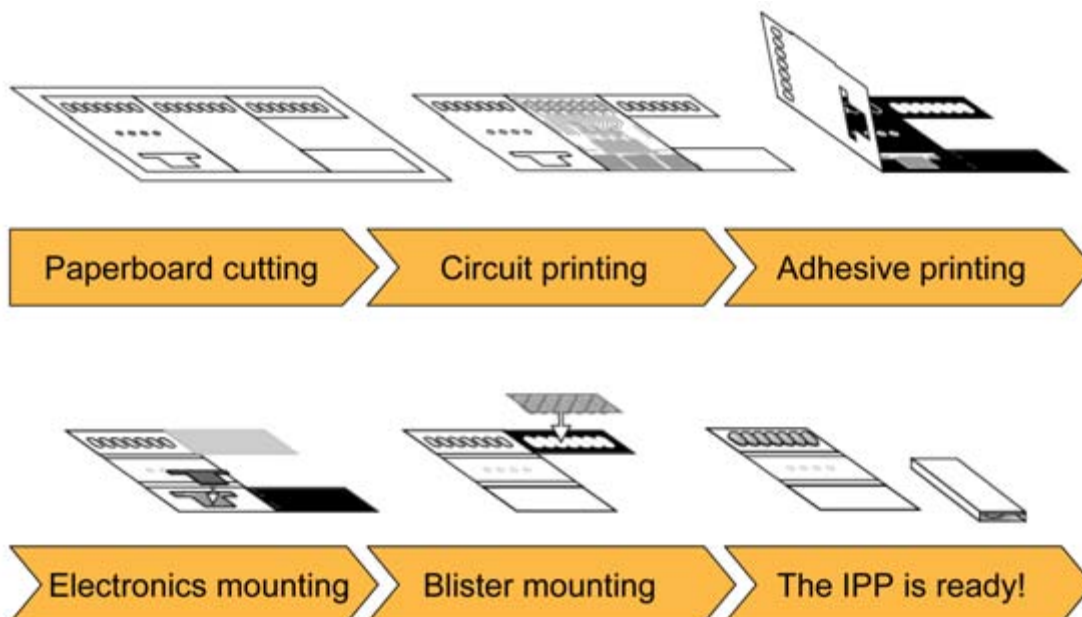 Paperboard cutting
Circuit printing
Adhesive printing
Electronics mounting
Blister mounting
The IPP is ready!